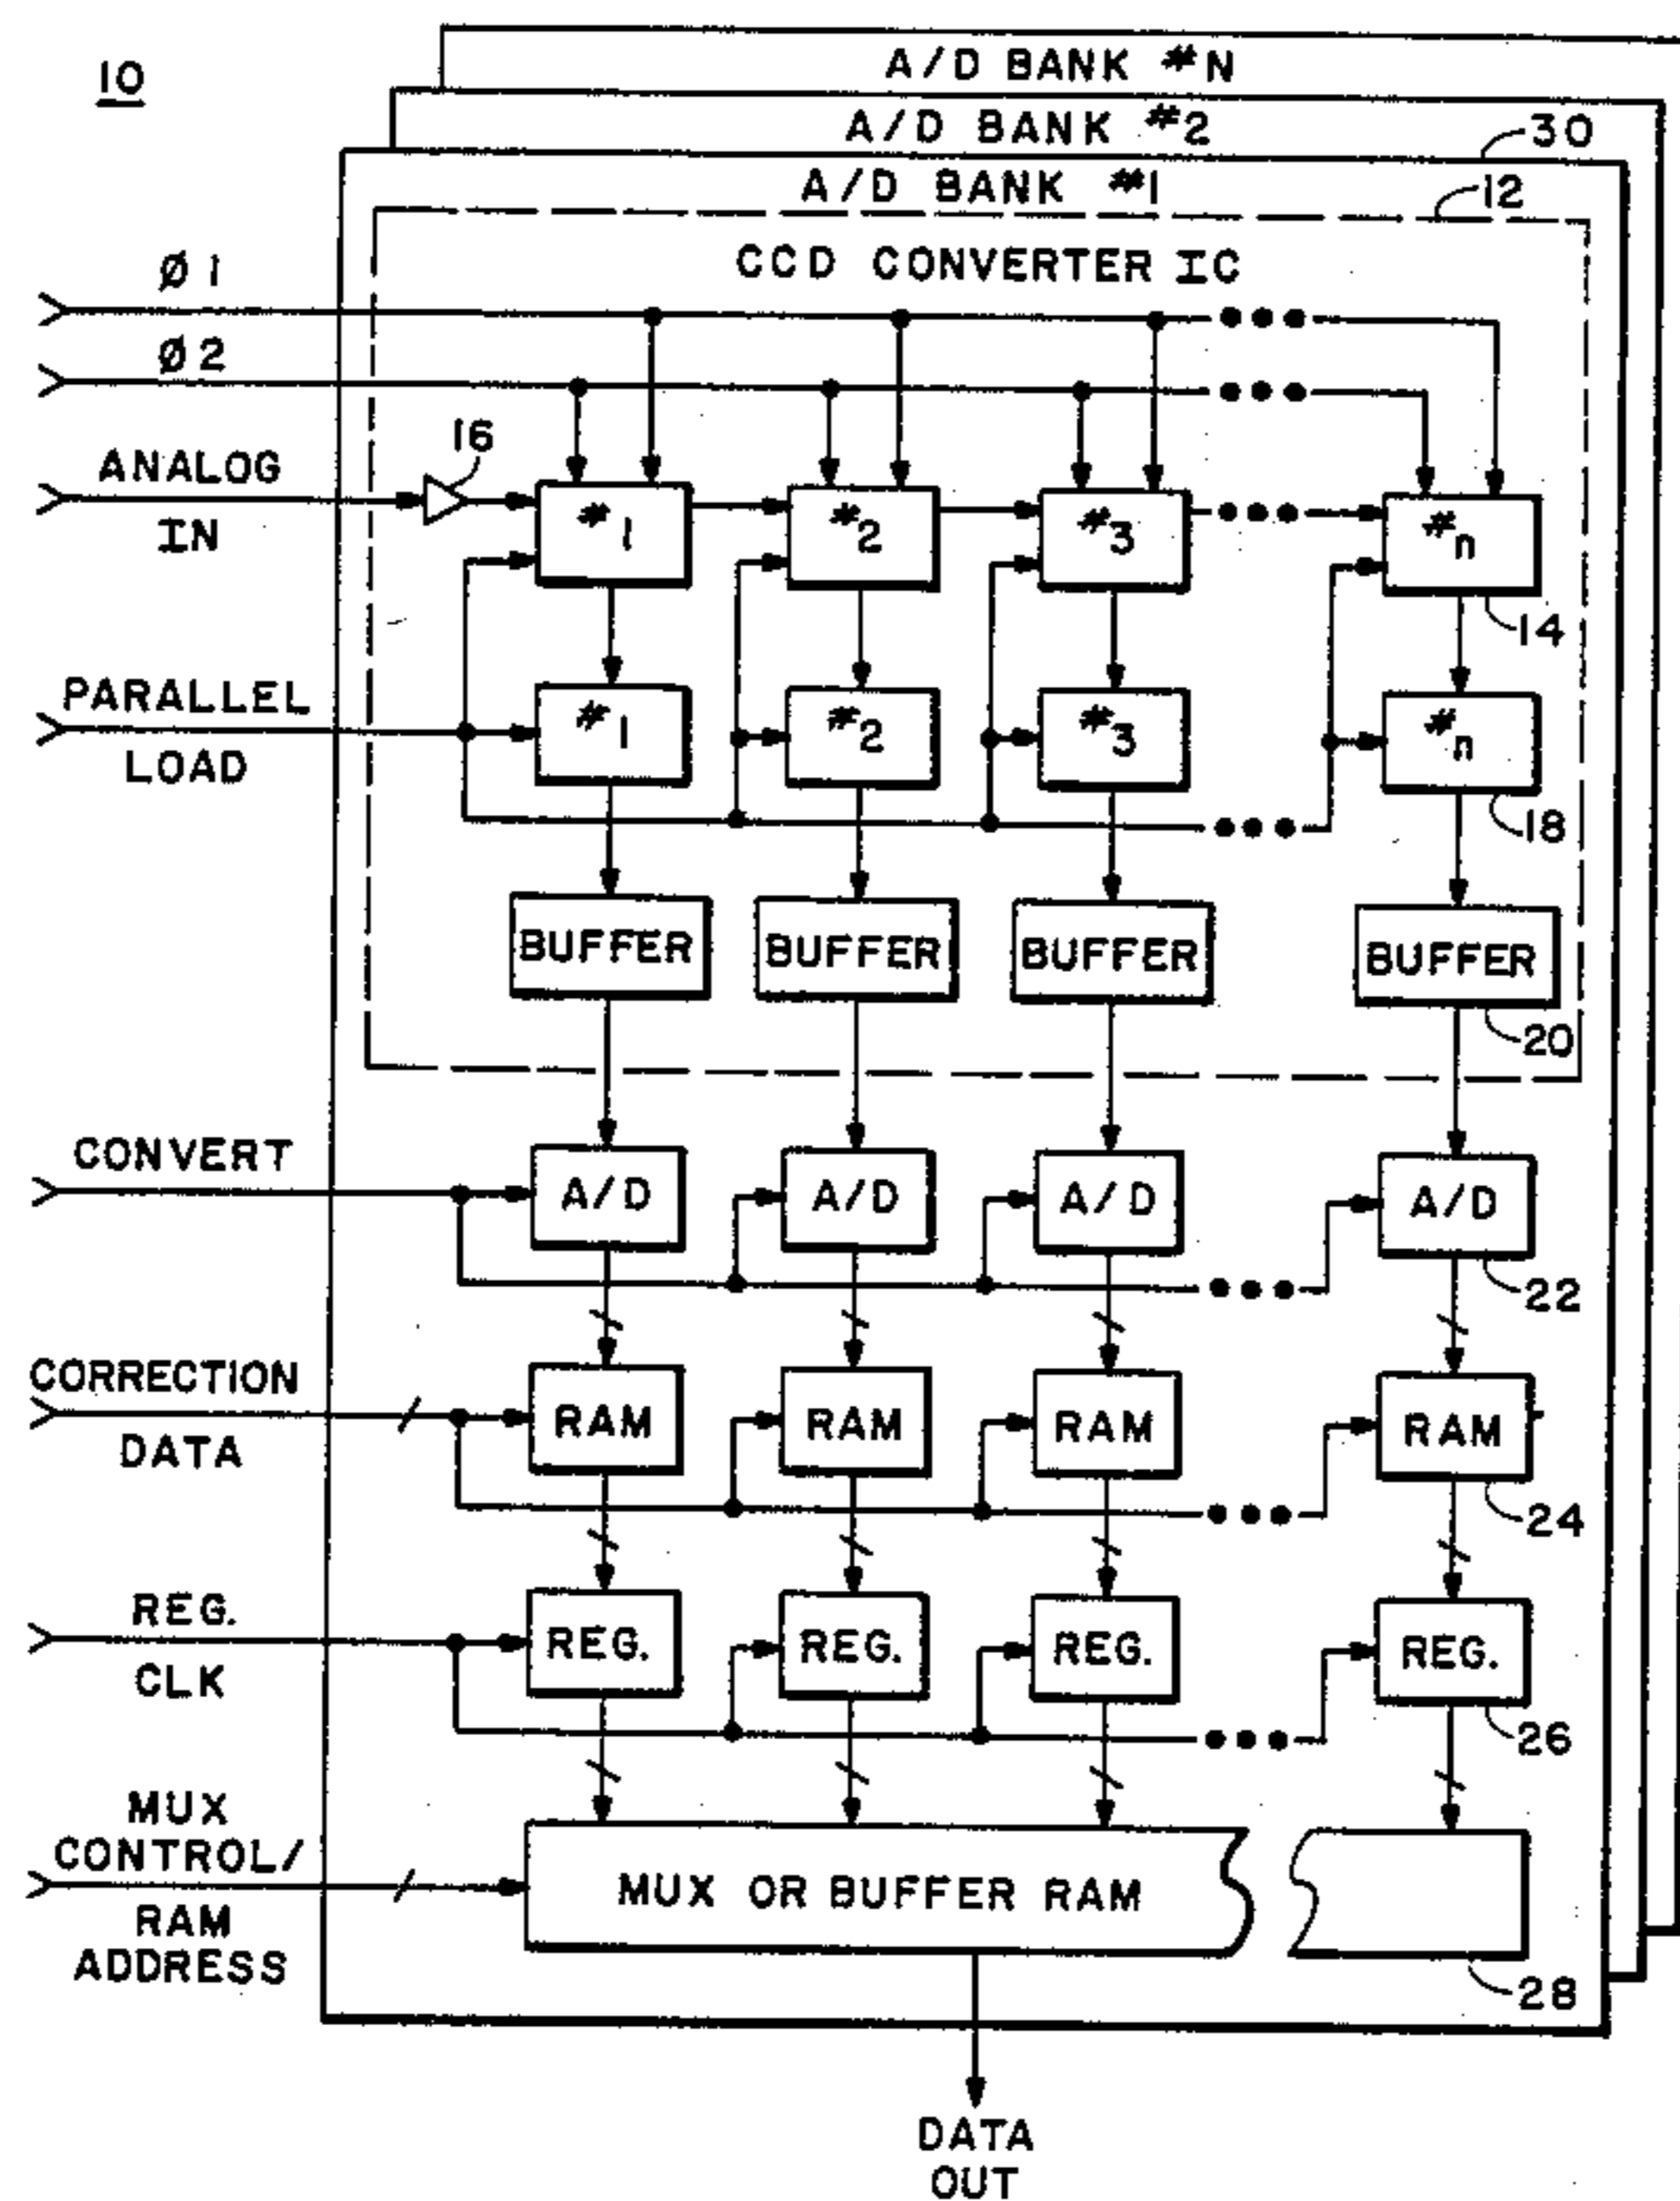 10
A/D BANK #N
A/D BANK #2
30
A/D BANK #1
12
CCD CONVERTER IC
Ø1
Ø2
16
ANALOG
IN
#1 #2 #3 #n
14
PARALLEL
LOAD
#1 #2 #3 #n
18
BUFFER BUFFER BUFFER BUFFER
20
CONVERT
A/D A/D A/D A/D
22
CORRECTION
DATA
RAM RAM RAM RAM
24
REG.
CLK
REG. REG. REG. REG.
26
MUX
CONTROL/
RAM
ADDRESS
MUX OR BUFFER RAM
28
DATA
OUT